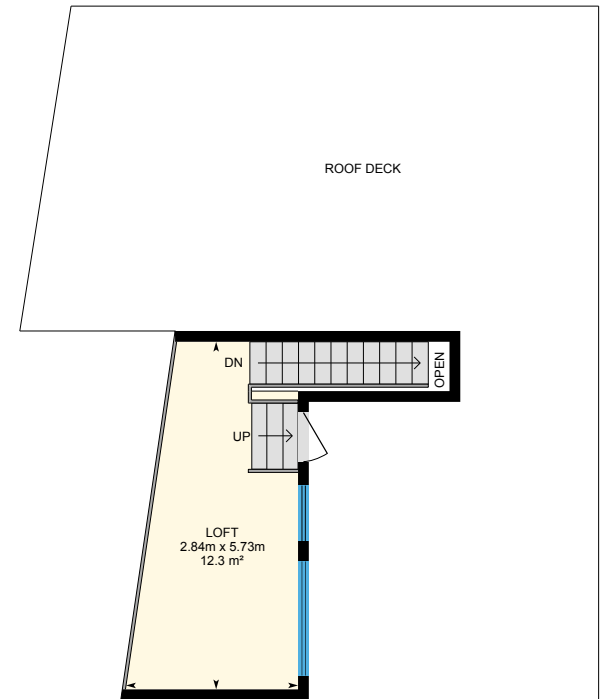 ROOF DECK
DN
OPEN
UP
LOFT
2.84m x 5.73m
12.3 m²